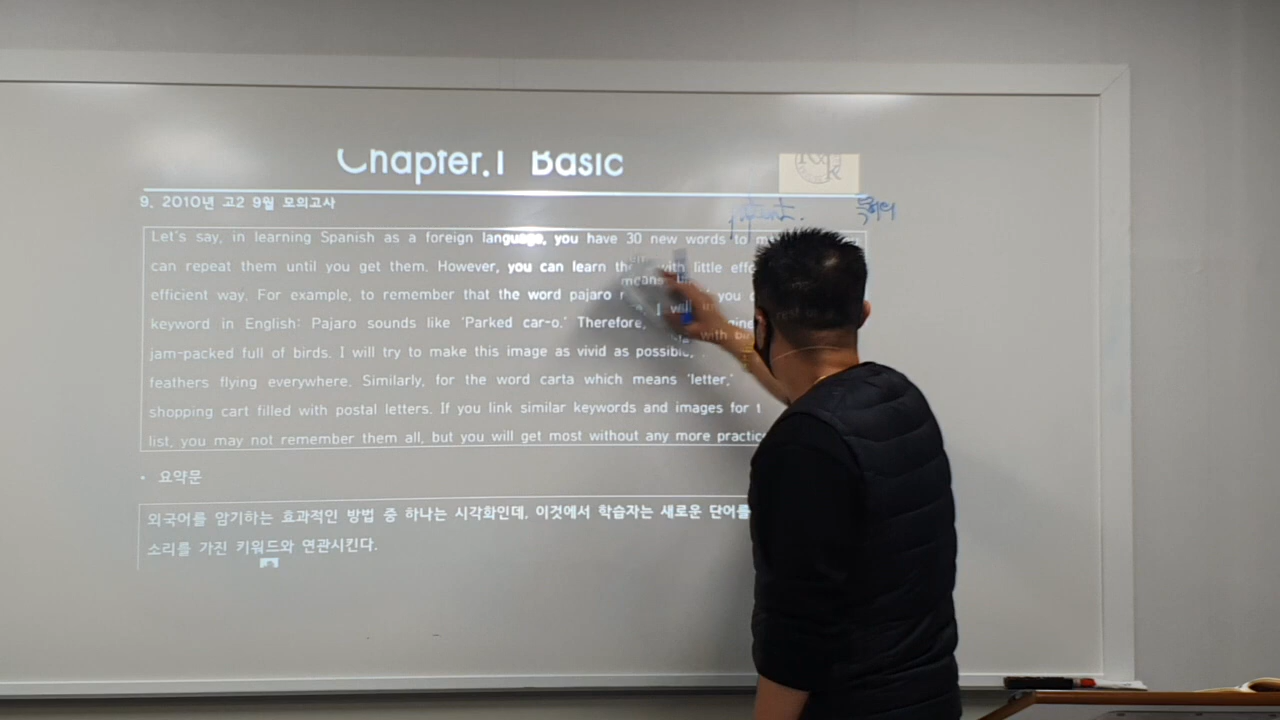 Chapter.1 Basic
9. 2010년 고2 9월 모의고사
Let's say, in learning Spanish as a foreign language, you have 30 new words to
can repeat them until you get them. However, you can learn with little
efficient way. For example, to remember that the word pajaro means you
keyword in English: Pajaro sounds like 'Parked car-o.' Therefore, I will
jam-packed full of birds. I will try to make this image as vivid as possible, with
feathers flying everywhere. Similarly, for the word carta which means 'letter,'
shopping cart filled with postal letters. If you link similar keywords and images for
list, you may not remember them all, but you will get most without any more
• 요약문
외국어를 암기하는 효과적인 방법 중 하나는 시각화인데, 이것에서 학습자는 새로운 단어를
소리를 가진 키워드와 연관시킨다.